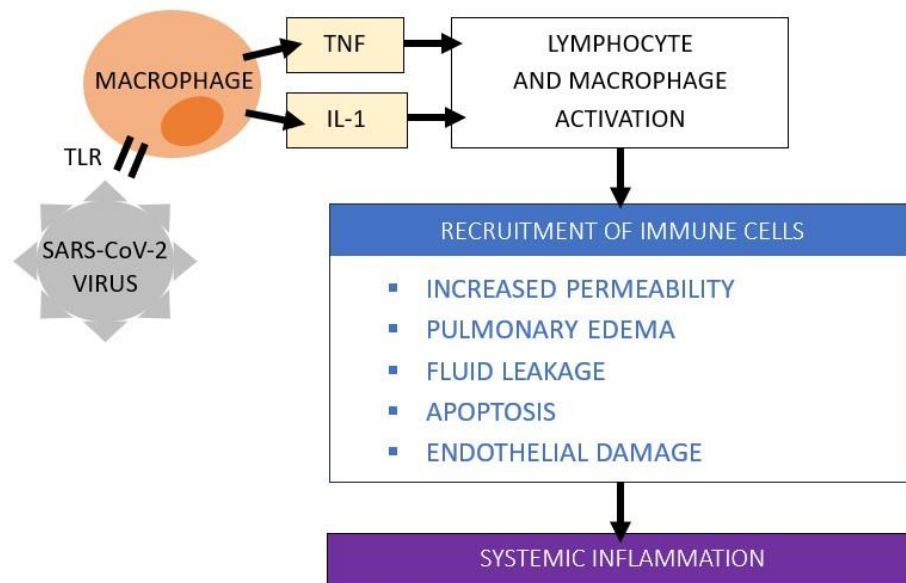 MACROPHAGE
TNF
IL-1
LYMPHOCYTE
AND MACROPHAGE
ACTIVATION
TLR
SARS-CoV-2
VIRUS
RECRUITMENT OF IMMUNE CELLS
▪ INCREASED PERMEABILITY
▪ PULMONARY EDEMA
▪ FLUID LEAKAGE
▪ APOPTOSIS
▪ ENDOTHELIAL DAMAGE
SYSTEMIC INFLAMMATION